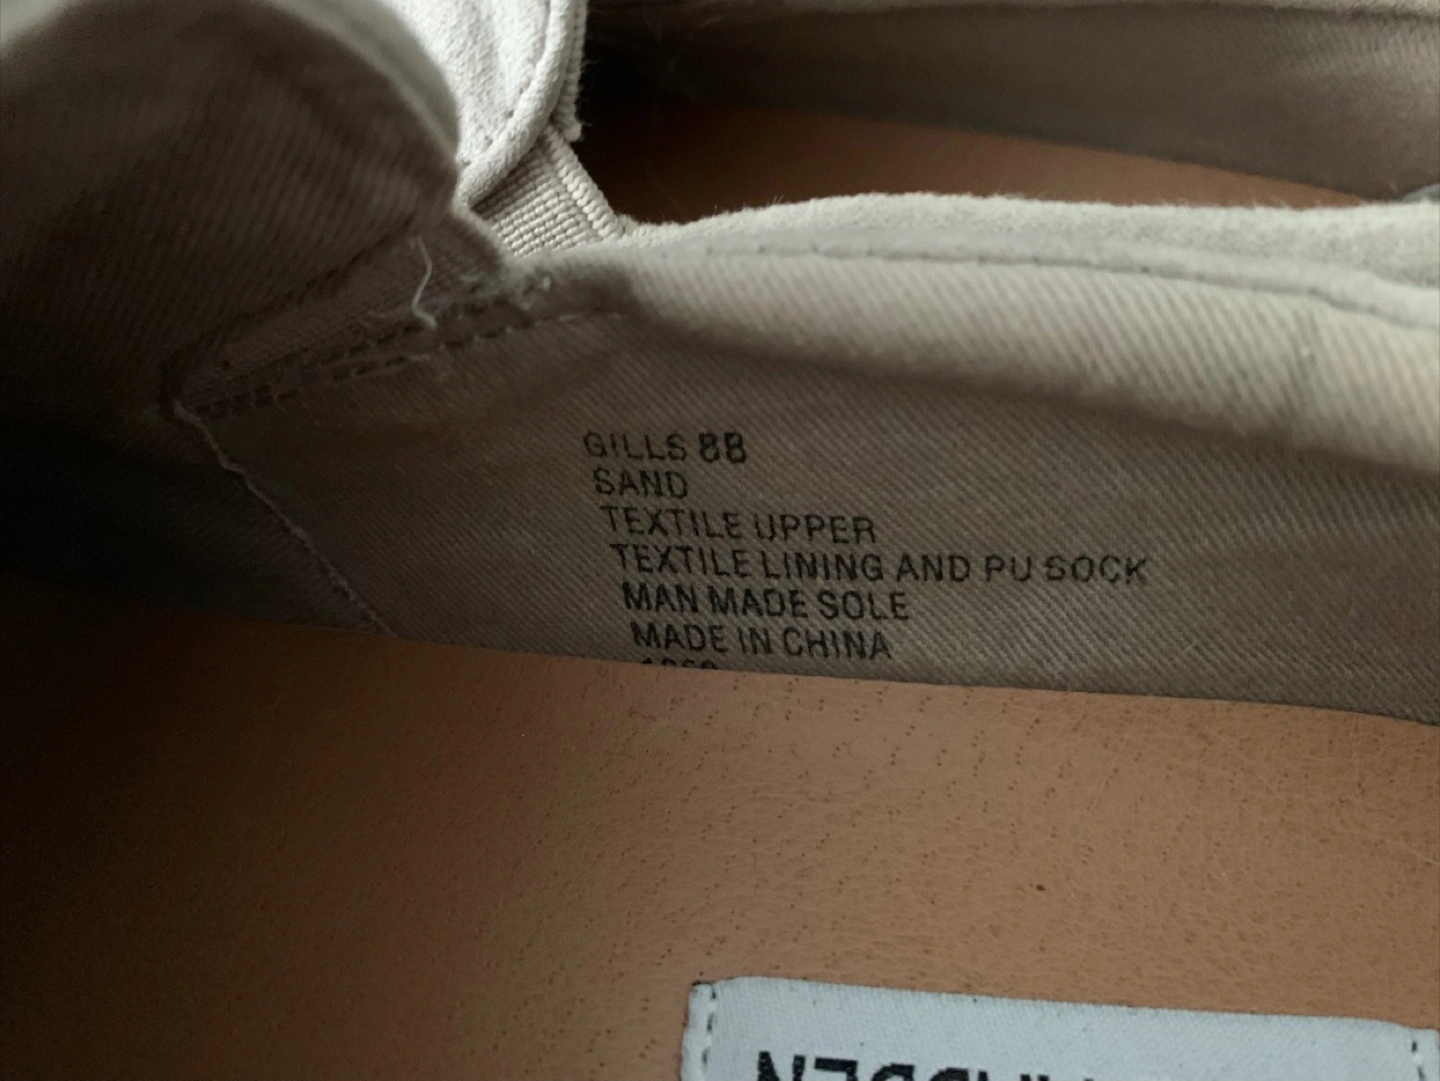 GILLS 8B
SAND
TEXTILE UPPER
TEXTILE LINING AND PU SOCK
MAN MADE SOLE
MADE IN CHINA